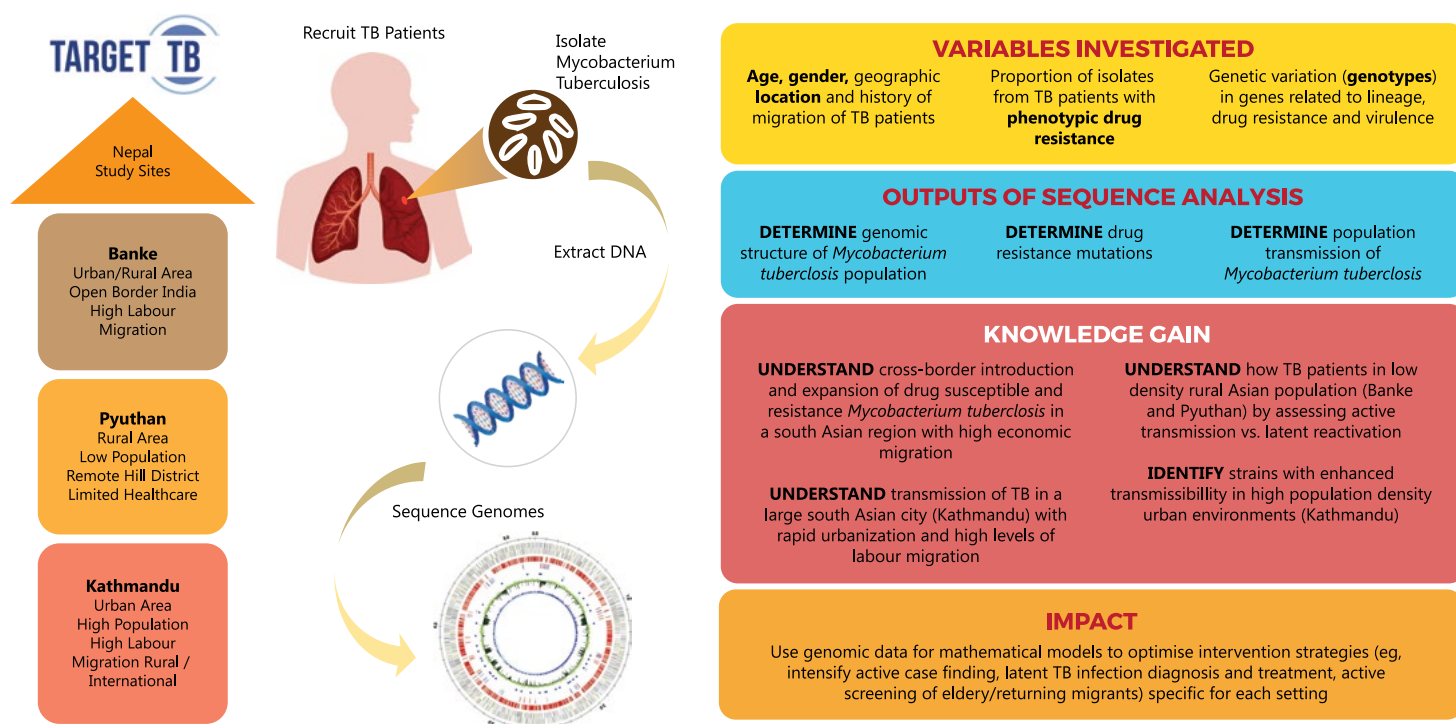 TARGET TB
Nepal
Study Sites
Banke
Urban/Rural Area
Open Border India
High Labour
Migration
Pyuthan
Rural Area
Low Population
Remote Hill District
Limited Healthcare
Kathmandu
Urban Area
High Population
High Labour
Migration Rural /
International
Recruit TB Patients
Isolate
Mycobacterium
Tuberculosis
Extract DNA
Sequence Genomes
VARIABLES INVESTIGATED
Age, gender, geographic
location and history of
migration of TB patients
Proportion of isolates
from TB patients with
phenotypic drug
resistance
Genetic variation (genotypes)
in genes related to lineage,
drug resistance and virulence
OUTPUTS OF SEQUENCE ANALYSIS
DETERMINE genomic
structure of Mycobacterium
tuberclosis population
DETERMINE drug
resistance mutations
DETERMINE population
transmission of
Mycobacterium tuberclosis
KNOWLEDGE GAIN
UNDERSTAND cross-border introduction
and expansion of drug susceptible and
resistance Mycobacterium tuberclosis in
a south Asian region with high economic
migration
UNDERSTAND transmission of TB in a
large south Asian city (Kathmandu) with
rapid urbanization and high levels of
labour migration
UNDERSTAND how TB patients in low
density rural Asian population (Banke
and Pyuthan) by assessing active
transmission vs. latent reactivation
IDENTIFY strains with enhanced
transmissibility in high population density
urban environments (Kathmandu)
IMPACT
Use genomic data for mathematical models to optimise intervention strategies (eg,
intensify active case finding, latent TB infection diagnosis and treatment, active
screening of eldery/returning migrants) specific for each setting